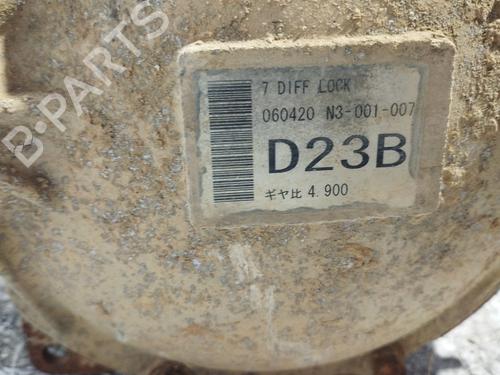 B-PARTS
7 DIFF LOCK
060420 N3-001-007
D23B
ギヤ比 4.900